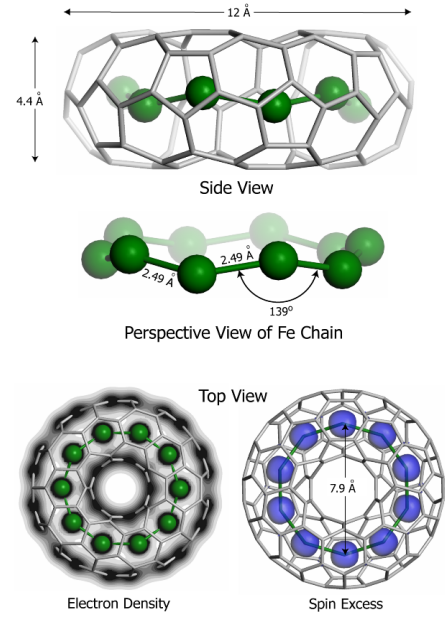 12 Å
4.4 Å
Side View
2.49 Å
2.49 Å
139°
Perspective View of Fe Chain
Top View
7.9 Å
Electron Density
Spin Excess